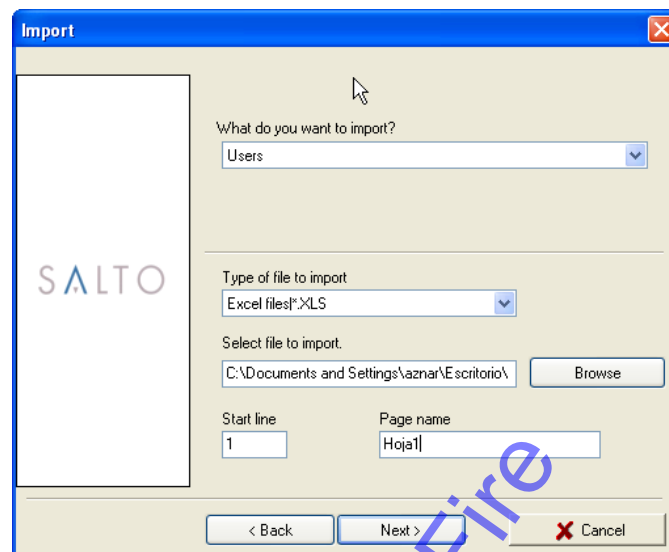 Import
What do you want to import?
Users
SALTO
Type of file to import
Excel files|*.XLS
Select file to import.
C:\Documents and Settings\aznar\Escritorio\
Browse
Start line
Page name
1
Hoja1
Fire
< Back
Next >
Cancel